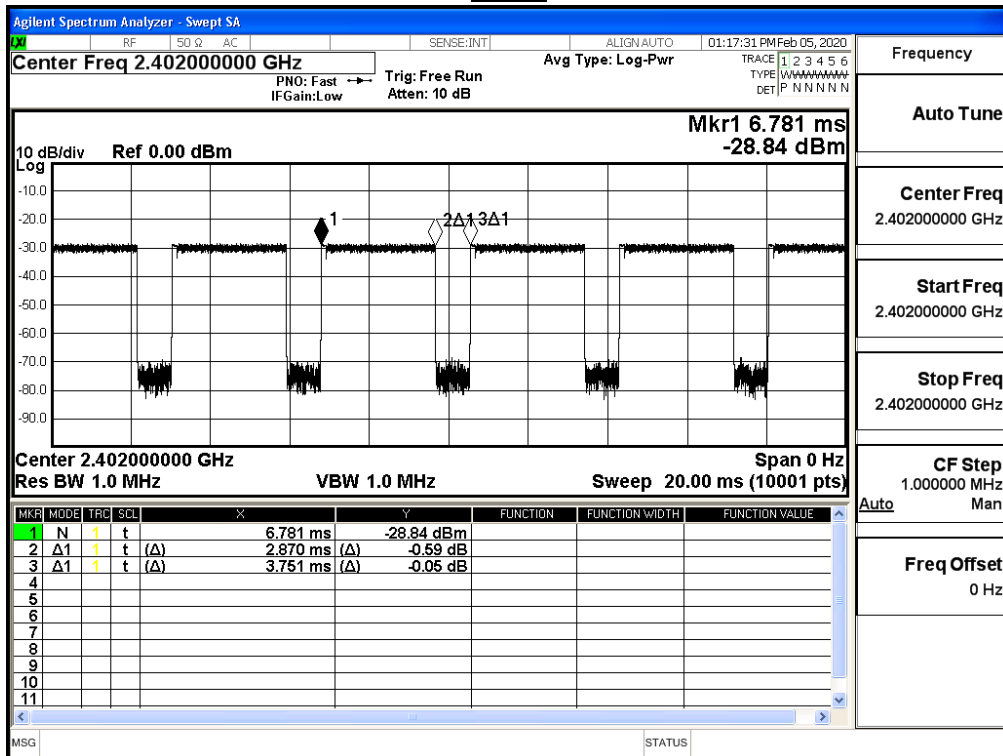 Agilent Spectrum Analyzer - Swept SA
LXI RF 50 Ω AC SENSE:INT ALIGN AUTO 01:17:31 PM Feb 05, 2020
Center Freq 2.402000000 GHz
PNO: Fast
IFGain:Low
Trig: Free Run
Atten: 10 dB
Avg Type: Log-Pwr
TRACE 1 2 3 4 5 6
TYPE
DET P N N N N N
Mkr1 6.781 ms
-28.84 dBm
10 dB/div Ref 0.00 dBm
Log
-10.0
-20.0
-30.0
-40.0
-50.0
-60.0
-70.0
-80.0
-90.0
1
2Δ1
3Δ1
Center 2.402000000 GHz Span 0 Hz
Res BW 1.0 MHz VBW 1.0 MHz Sweep 20.00 ms (10001 pts)
MKR MODE TRC SCL X Y FUNCTION FUNCTION WIDTH FUNCTION VALUE
1 N 1 t 6.781 ms -28.84 dBm
2 Δ1 1 t (Δ) 2.870 ms (Δ) -0.59 dB
3 Δ1 1 t (Δ) 3.751 ms (Δ) -0.05 dB
4
5
6
7
8
9
10
11
MSG STATUS
Frequency
Auto Tune
Center Freq
2.402000000 GHz
Start Freq
2.402000000 GHz
Stop Freq
2.402000000 GHz
CF Step
1.000000 MHz
Auto Man
Freq Offset
0 Hz